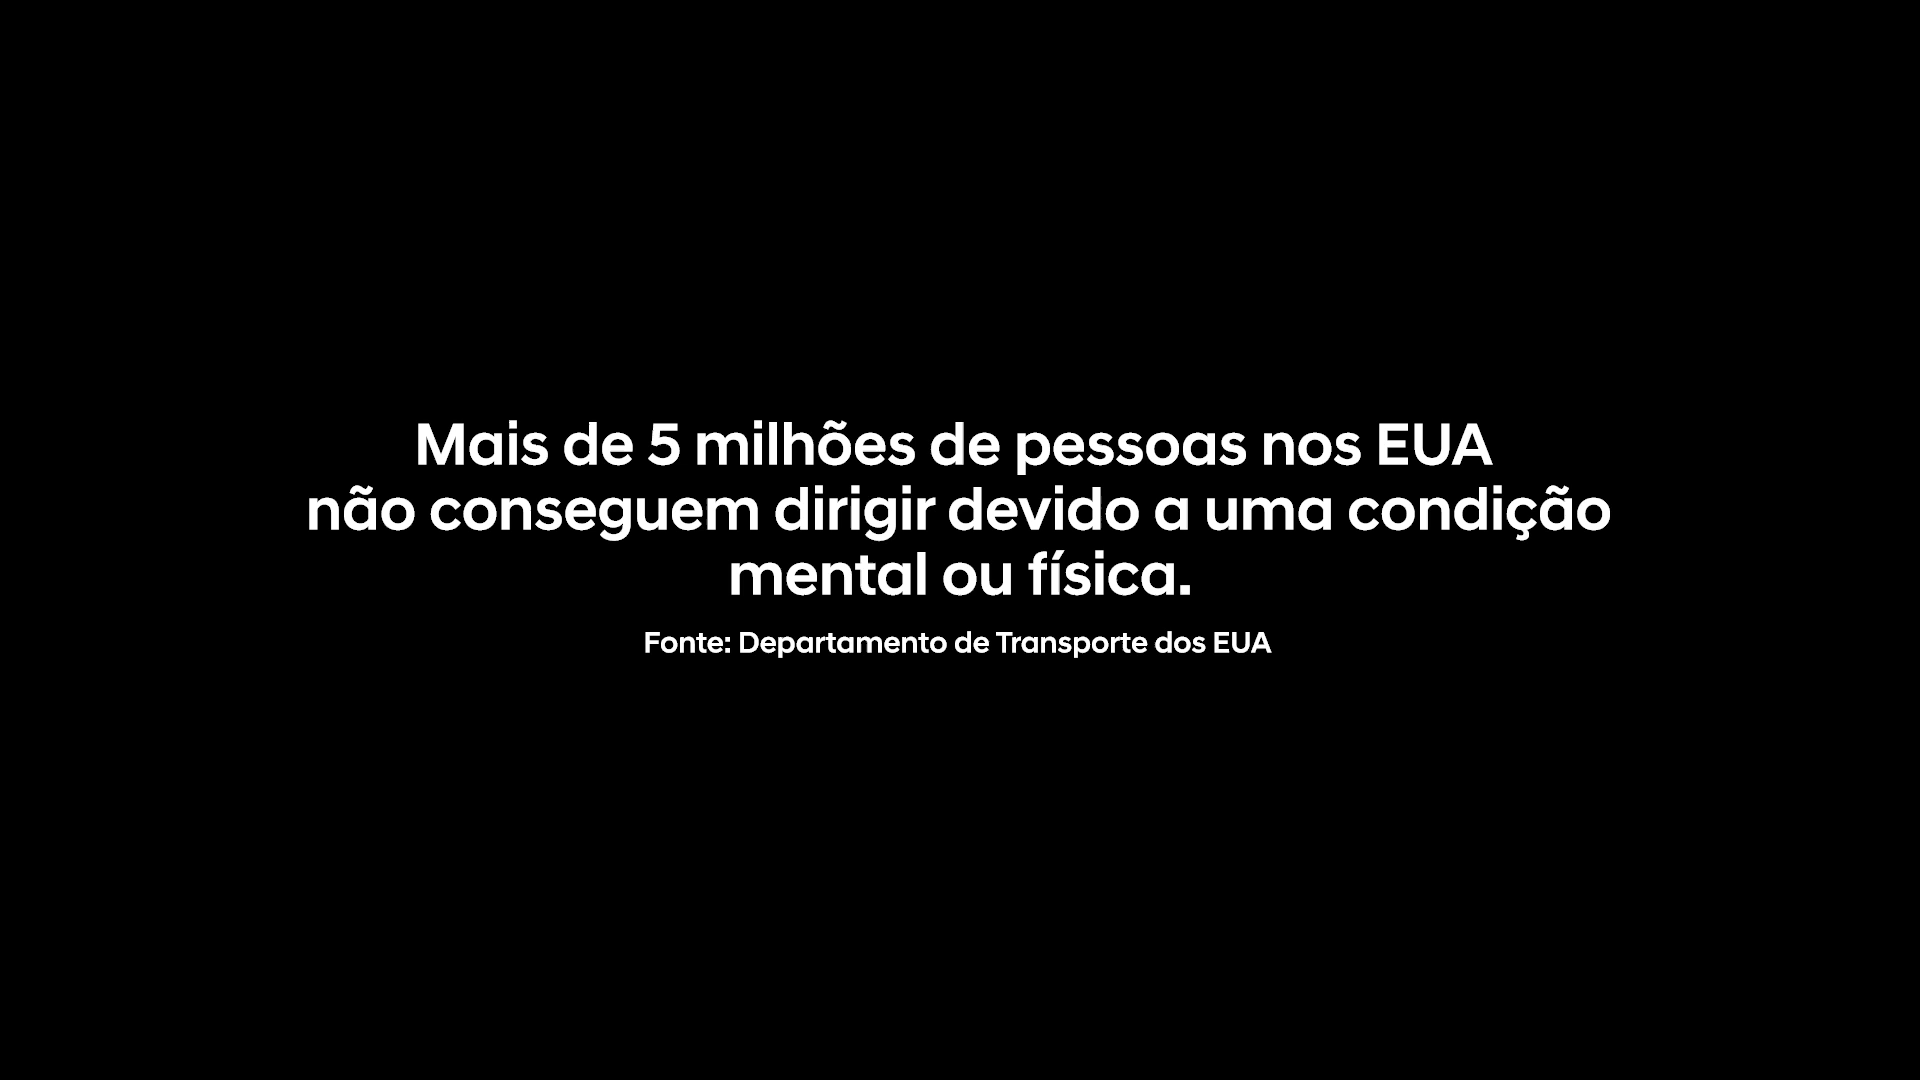 Mais de 5 milhões de pessoas nos EUA
não conseguem dirigir devido a uma condição
mental ou física.
Fonte: Departamento de Transporte dos EUA